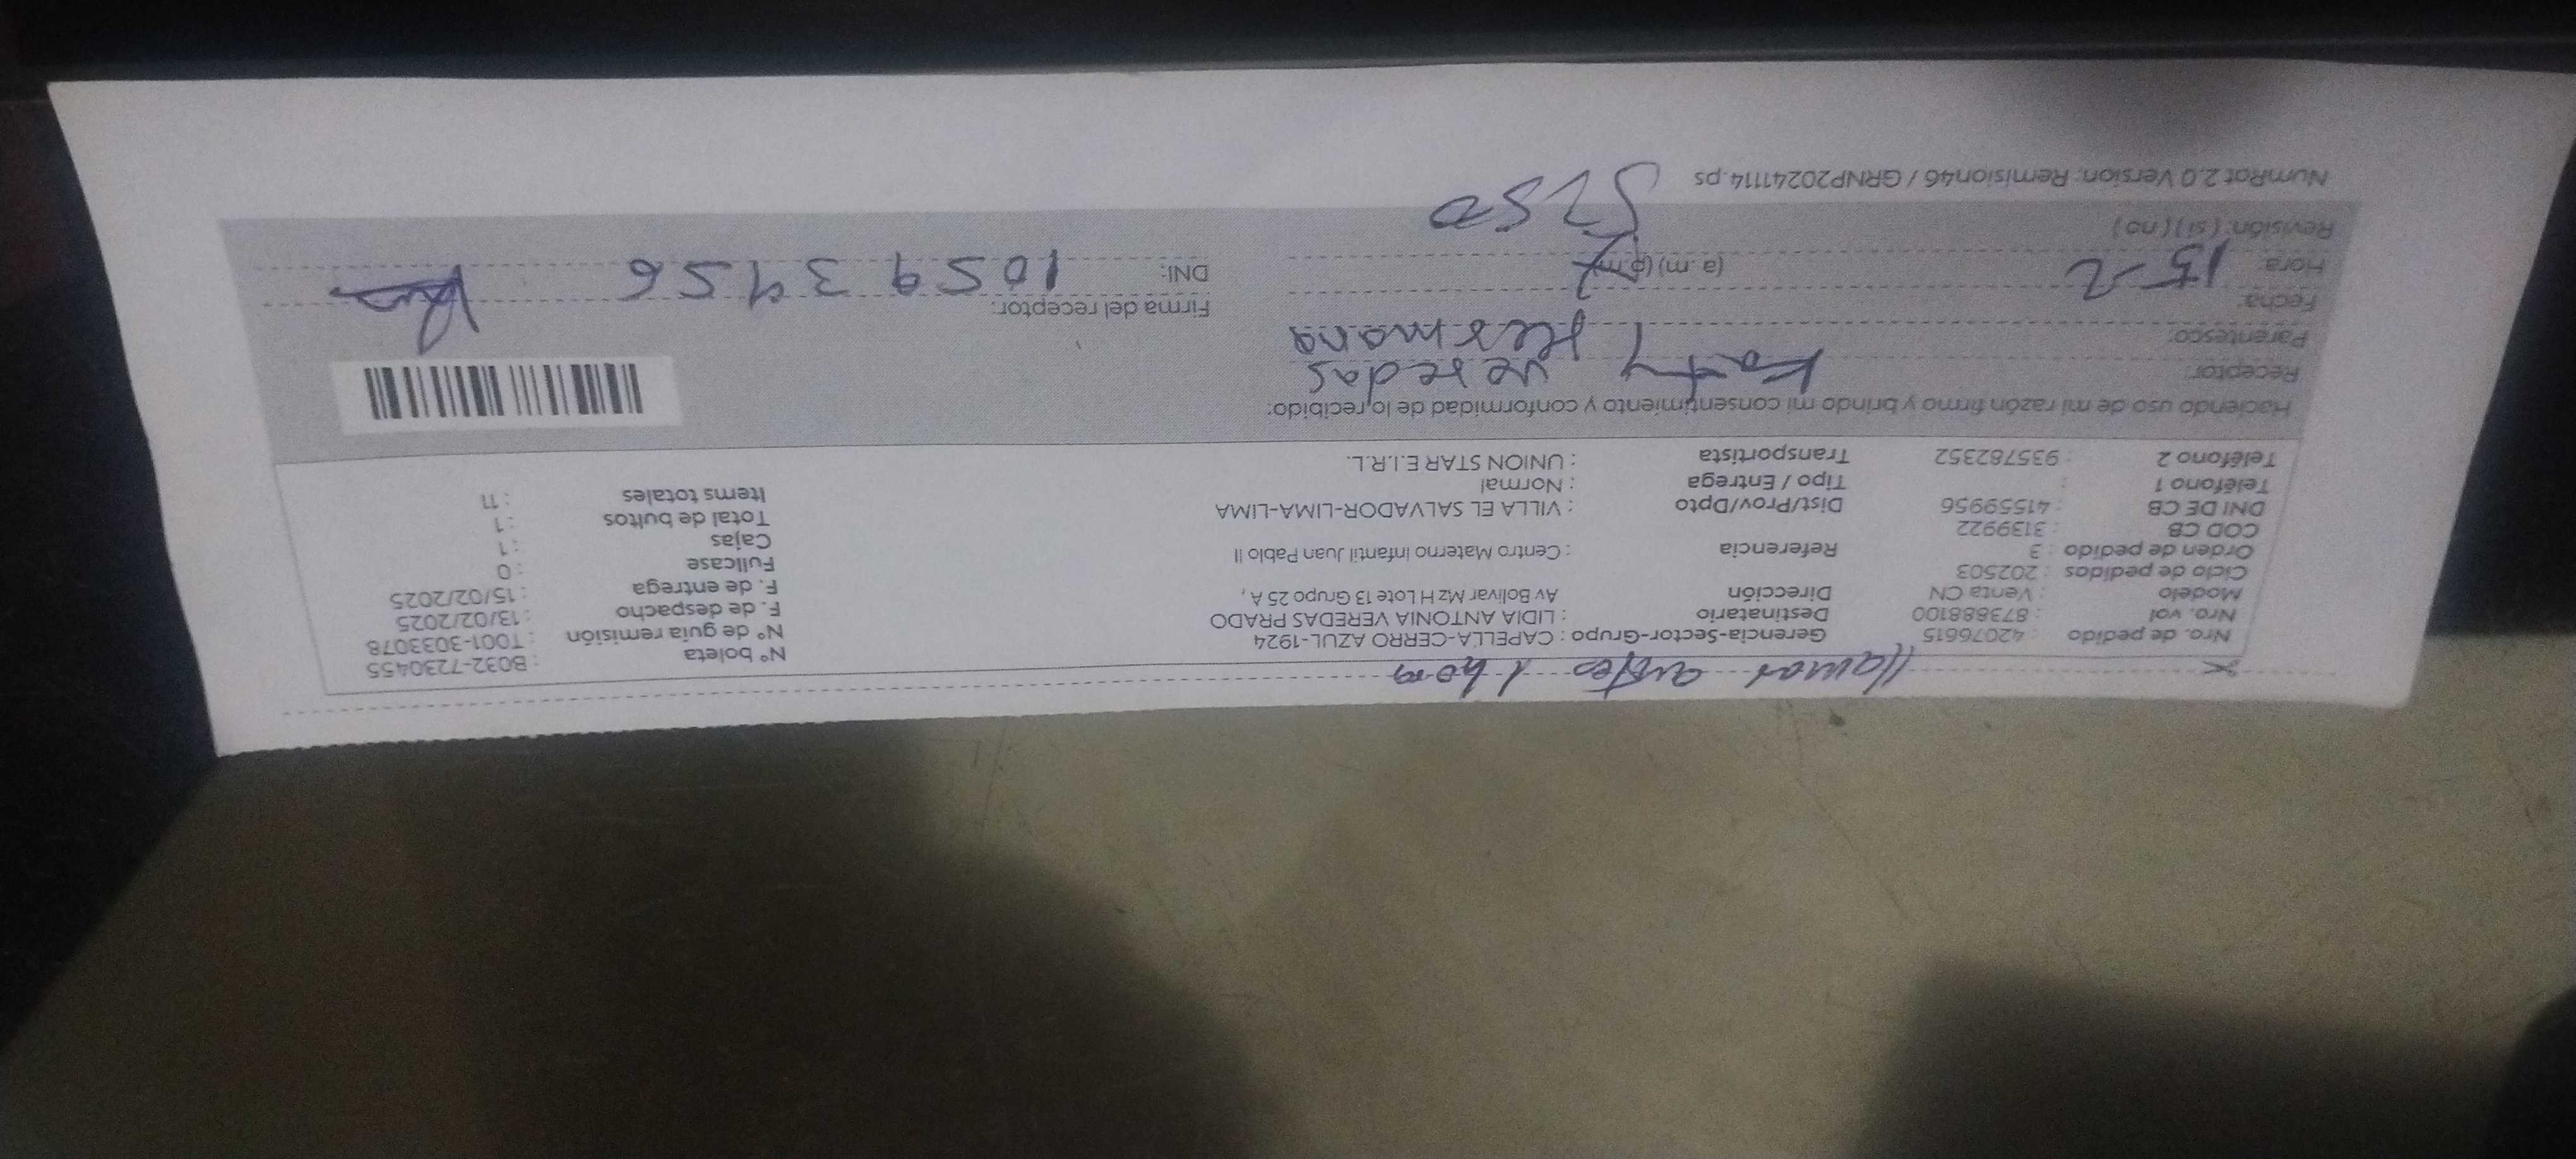 llamar antes 1 hora
Nro. de pedido : 42076615 Gerencia-Sector-Grupo : CAPELLA-CERRO AZUL-1924 N° boleta : B032-7230455
Nro. vol : 873888100 Destinatario : LIDIA ANTONIA VEREDAS PRADO N° de guía remisión : T001-3033078
Modelo : Venta CN Dirección Av Bolivar Mz H Lote 13 Grupo 25 A , F. de despacho : 13/02/2025
Ciclo de pedidos : 202503 F. de entrega : 15/02/2025
Orden de pedido : 3 Referencia : Centro Materno Infantil Juan Pablo II Fullcase : 0
COD CB : 3139922 Cajas : 1
DNI DE CB : 41559956 Dist/Prov/Dpto : VILLA EL SALVADOR-LIMA-LIMA Total de bultos : 1
Teléfono 1 : Tipo / Entrega : Normal Items totales : 11
Teléfono 2 : 935782352 Transportista : UNION STAR E.I.R.L.
Haciendo uso de mi razón firmo y brindo mi consentimiento y conformidad de lo recibido:
Receptor: Katy veredas
Parentesco: Hermana
Fecha: 15-2 Firma del receptor:
Hora: (a. m) (p. m) DNI: 10593456
Revisión: ( si ) ( no )
NumRot 2.0 Version: Remision46 / GRNP20241114.ps